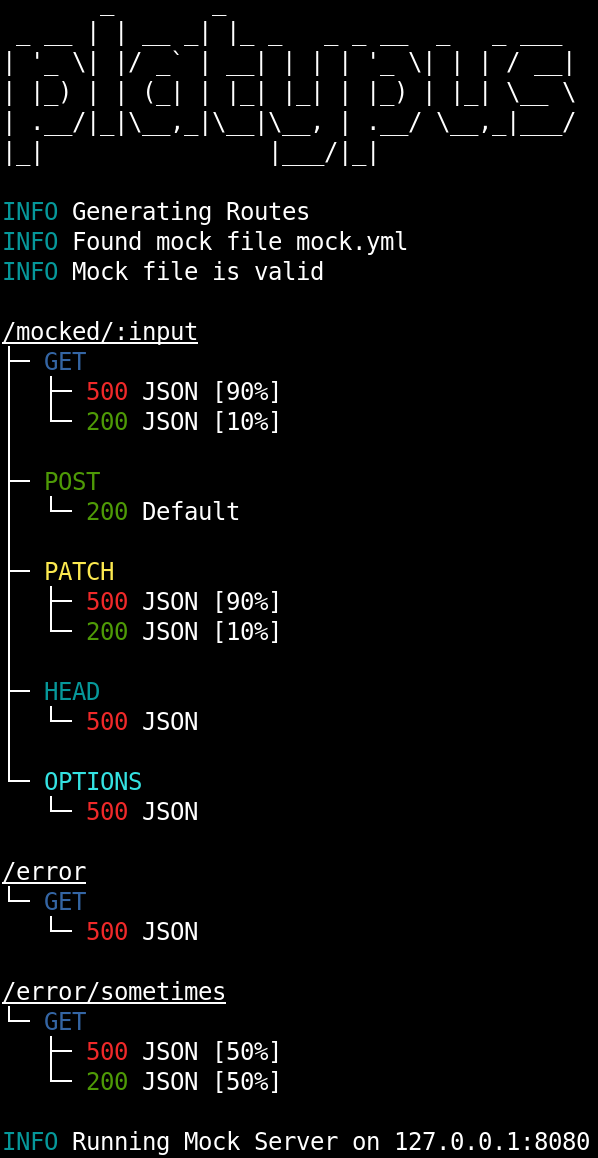 platypus
INFO Generating Routes
INFO Found mock file mock.yml
INFO Mock file is valid
/mocked/:input
├─ GET
│  ├─ 500 JSON [90%]
│  └─ 200 JSON [10%]
│
├─ POST
│  └─ 200 Default
│
├─ PATCH
│  ├─ 500 JSON [90%]
│  └─ 200 JSON [10%]
│
├─ HEAD
│  └─ 500 JSON
│
└─ OPTIONS
   └─ 500 JSON
/error
└─ GET
   └─ 500 JSON
/error/sometimes
└─ GET
   ├─ 500 JSON [50%]
   └─ 200 JSON [50%]
INFO Running Mock Server on 127.0.0.1:8080